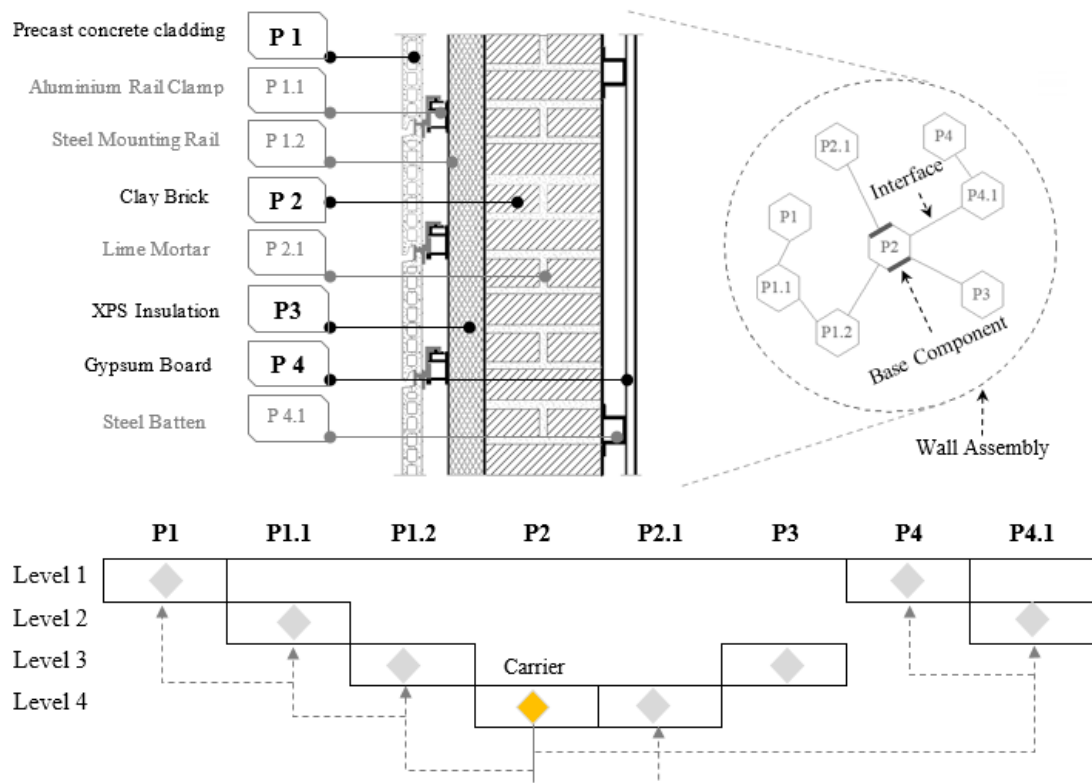 Precast concrete cladding
P 1
Aluminium Rail Clamp
P 1.1
Steel Mounting Rail
P 1.2
Clay Brick
P 2
Lime Mortar
P 2.1
XPS Insulation
P3
Gypsum Board
P 4
Steel Batten
P 4.1
P2.1
P4
Interface
P4.1
P1
P2
P1.1
P3
P1.2
Base Component
Wall Assembly
P1 P1.1 P1.2 P2 P2.1 P3 P4 P4.1
Level 1
Level 2
Level 3
Carrier
Level 4